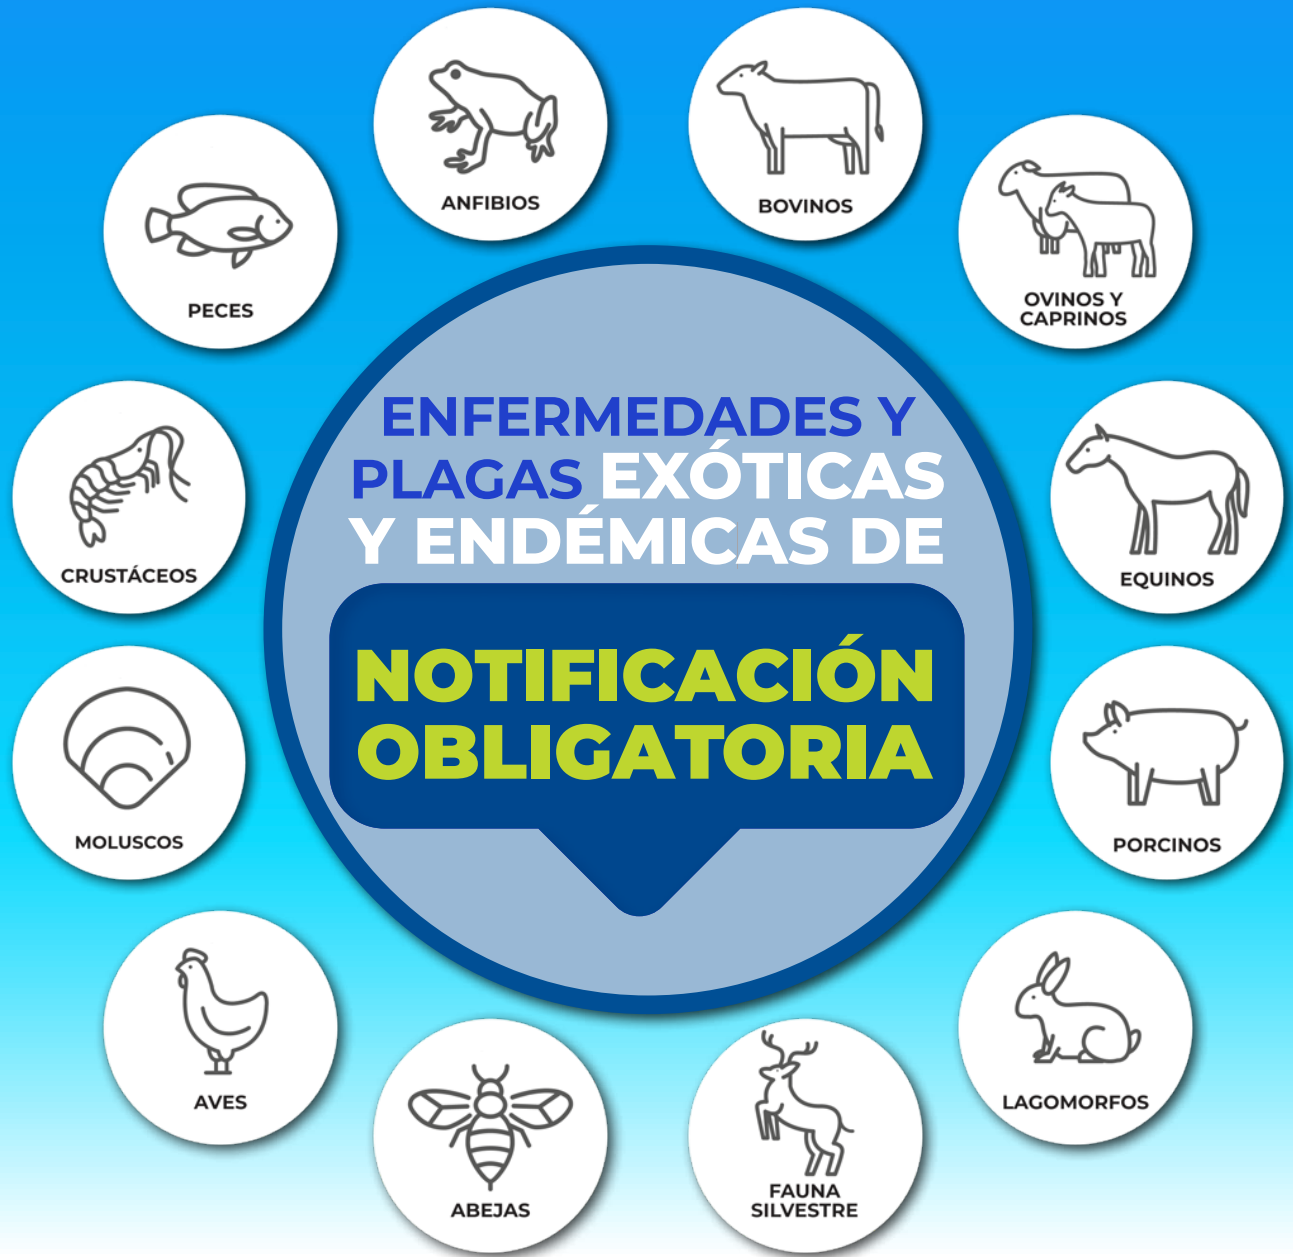 ANFIBIOS
BOVINOS
PECES
OVINOS Y
CAPRINOS
ENFERMEDADES Y
PLAGAS EXÓTICAS
Y ENDÉMICAS DE
NOTIFICACIÓN
OBLIGATORIA
CRUSTÁCEOS
EQUINOS
MOLUSCOS
PORCINOS
AVES
LAGOMORFOS
ABEJAS
FAUNA
SILVESTRE